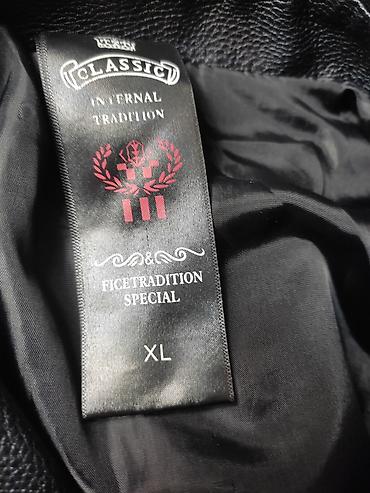 CLASSIC
INTERNAL
TRADITION
&
FICETRADITION
SPECIAL
XL